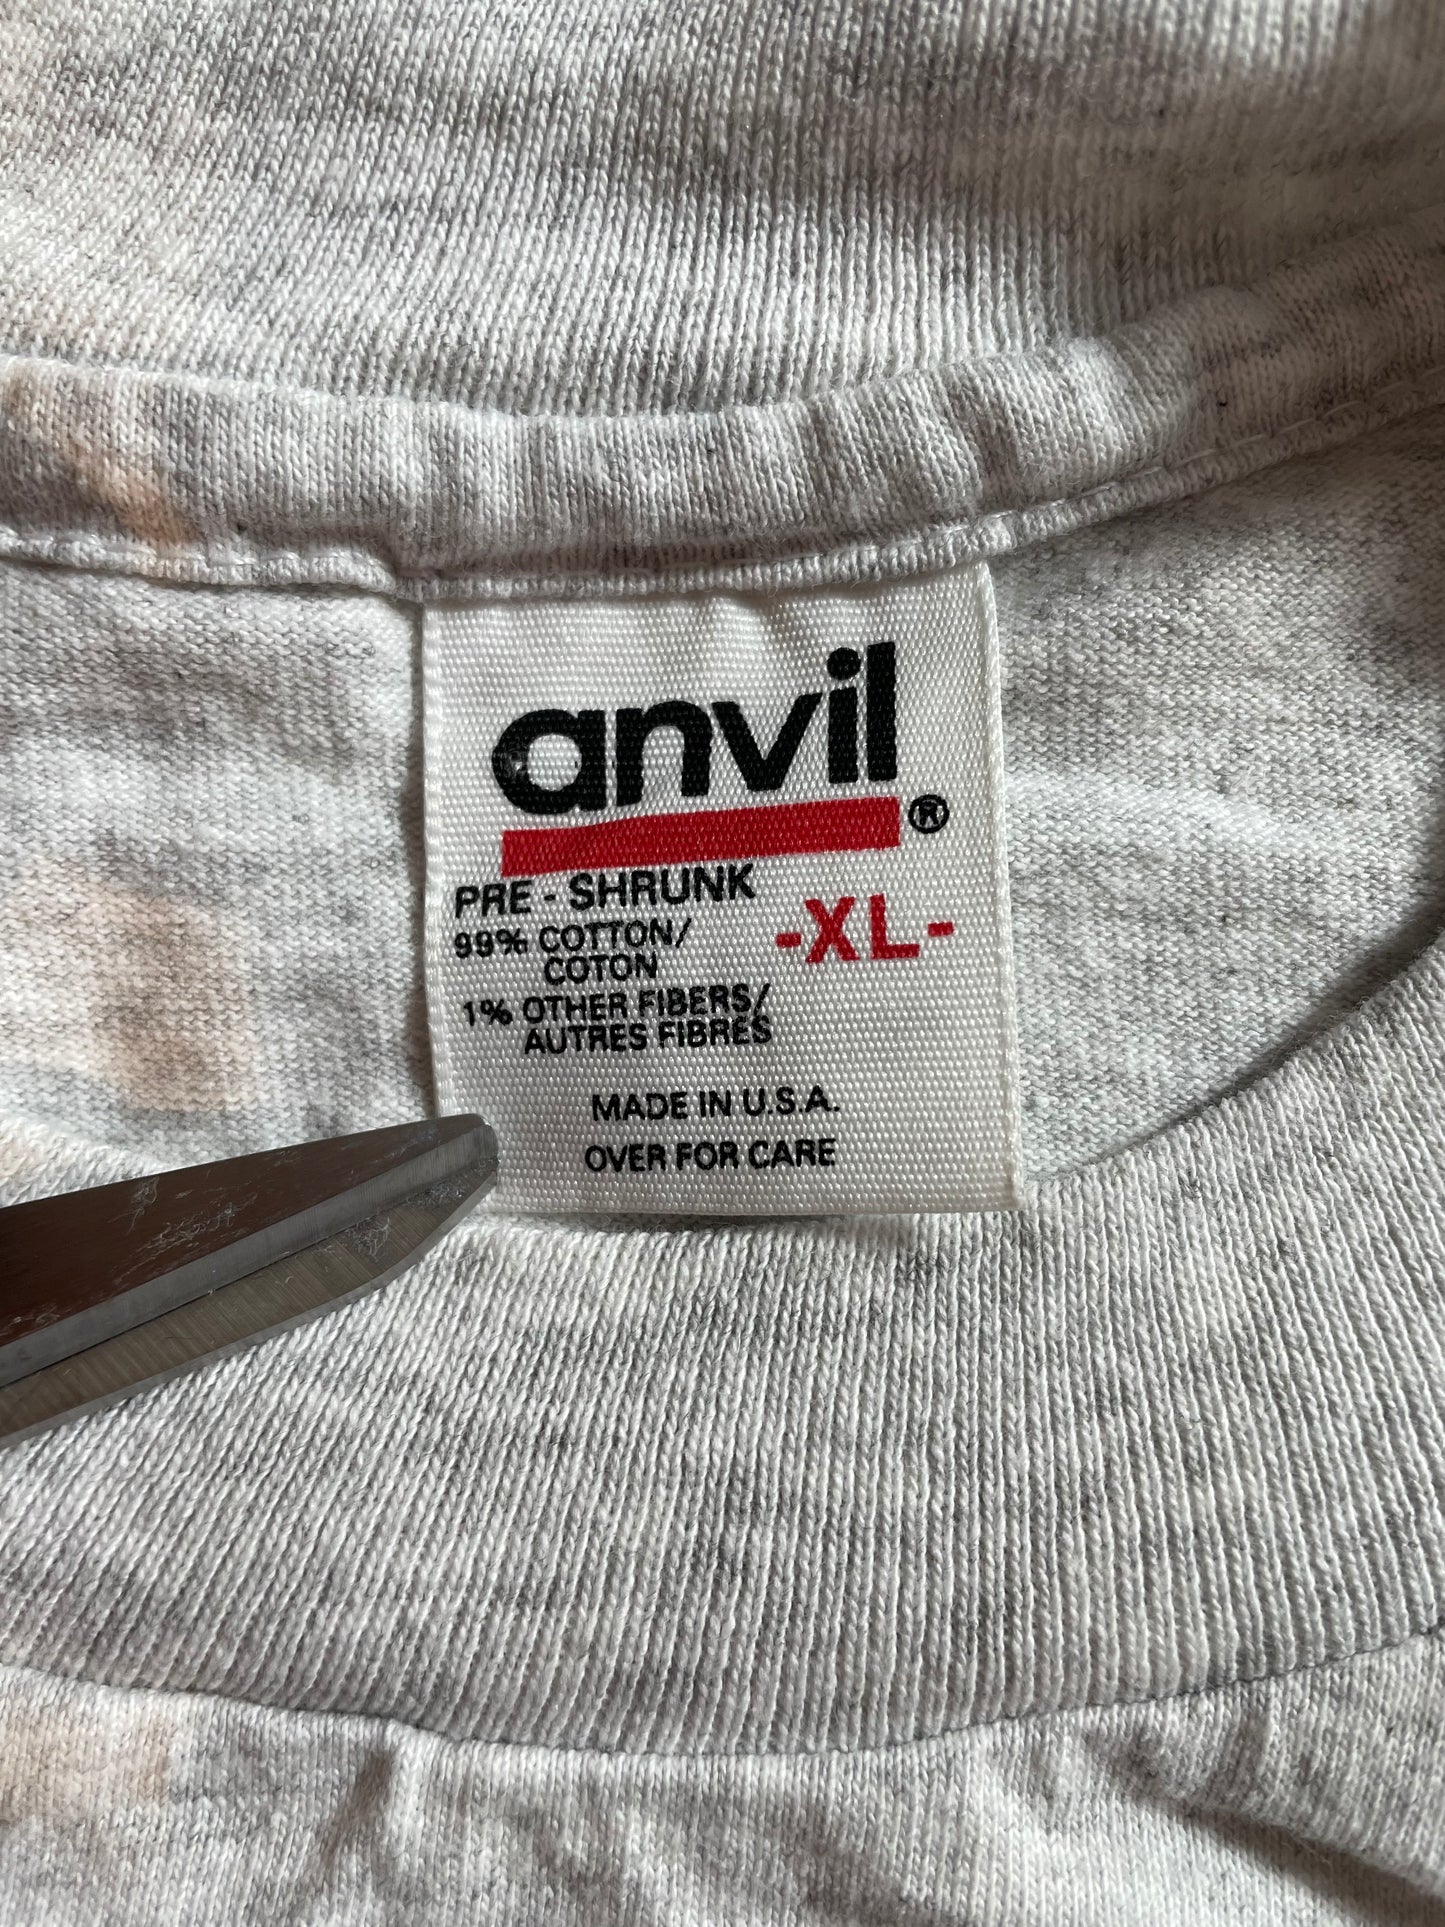 anvil®
PRE - SHRUNK
99% COTTON/
COTON
-XL-
1% OTHER FIBERS/
AUTRES FIBRES
MADE IN U.S.A.
OVER FOR CARE